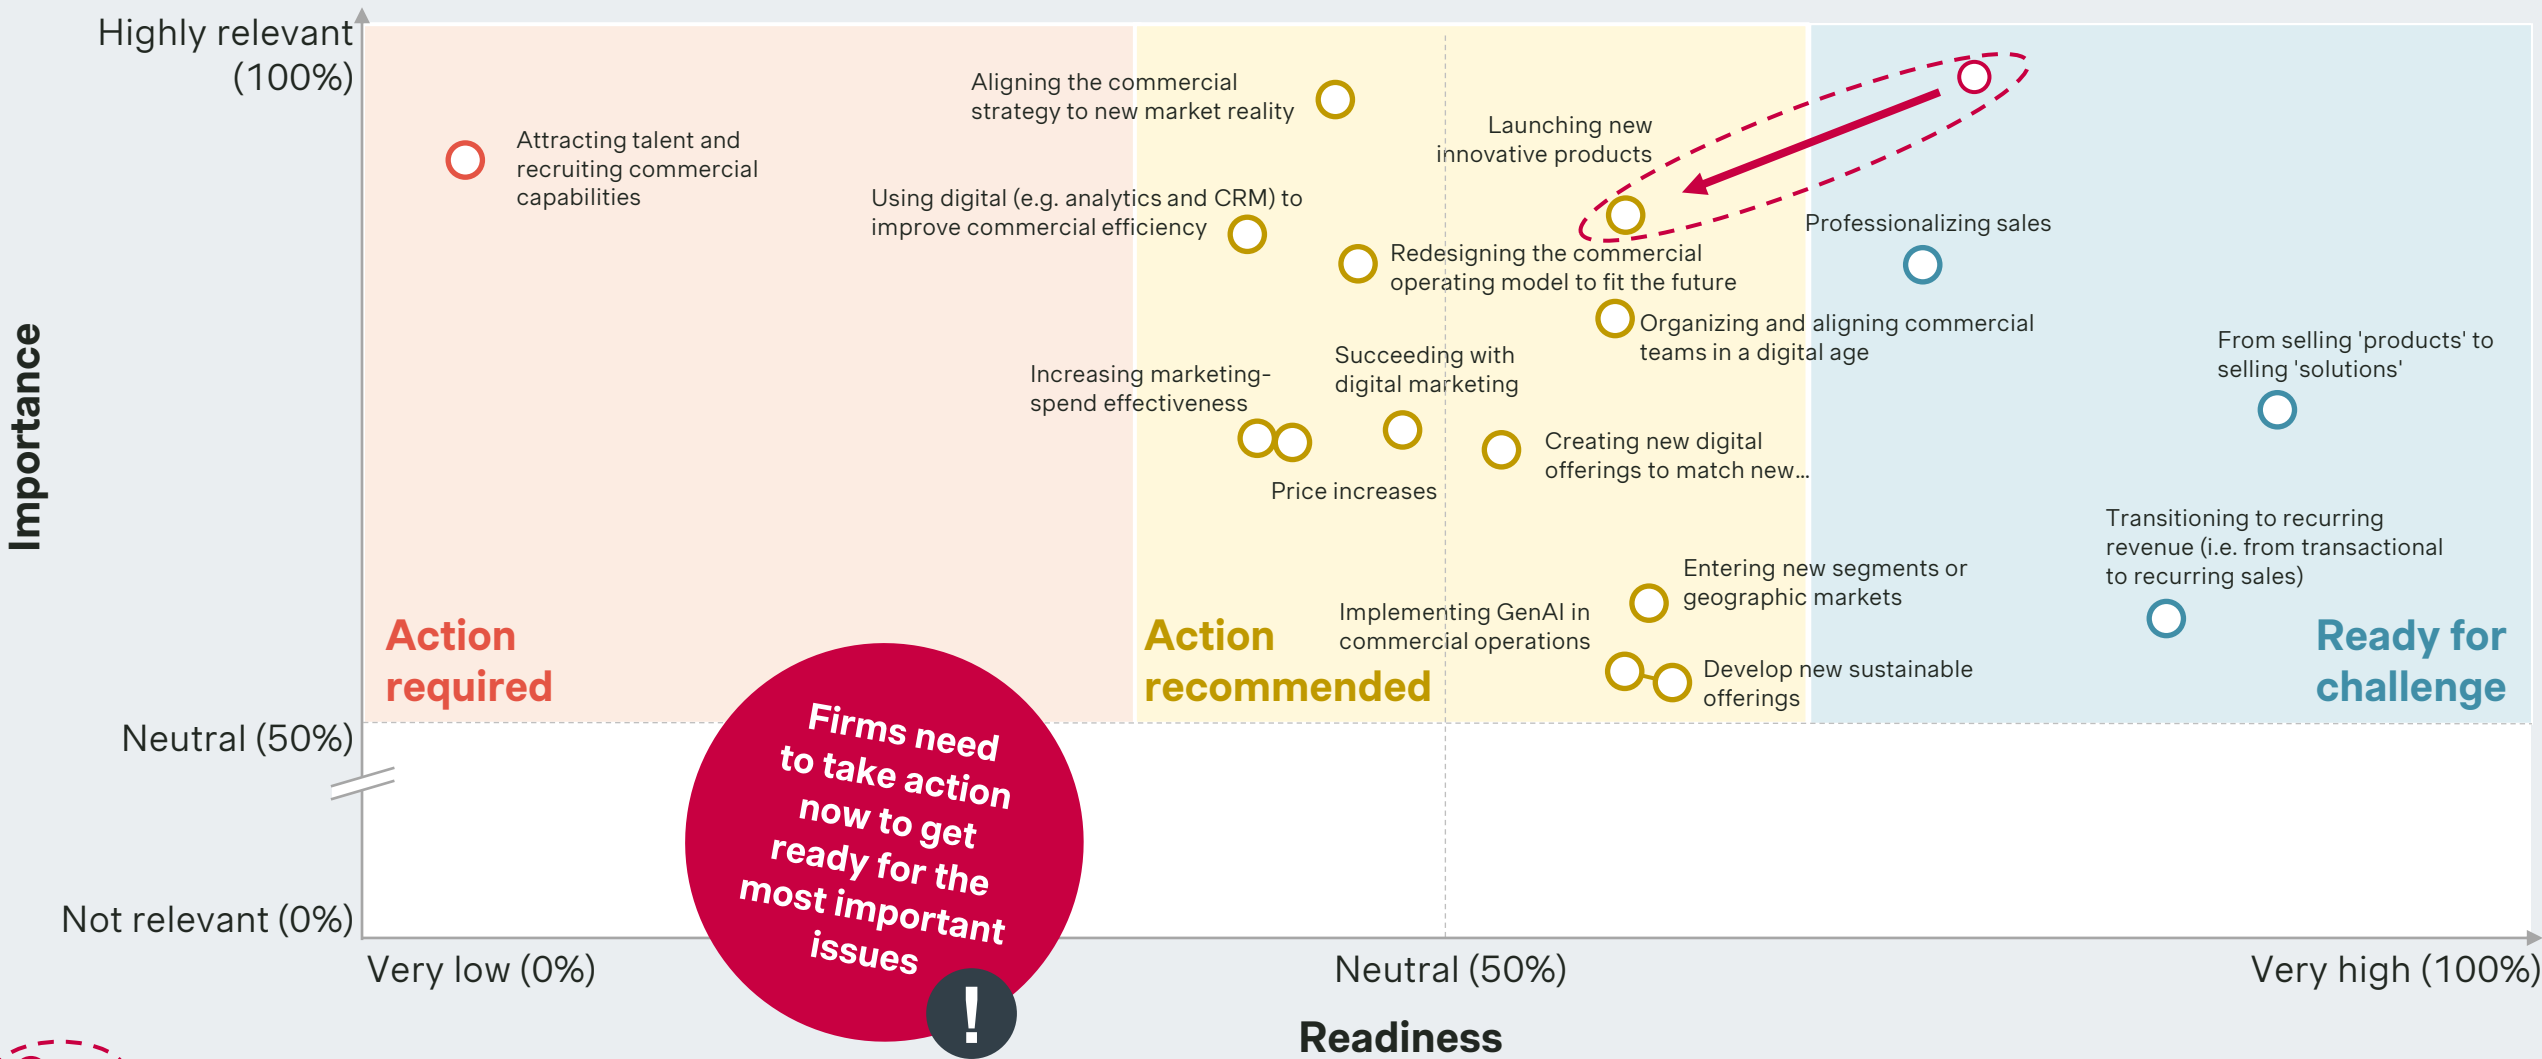 Highly relevant
(100%)
Importance
Neutral (50%)
Not relevant (0%)
Attracting talent and
recruiting commercial
capabilities
Aligning the commercial
strategy to new market reality
Using digital (e.g. analytics and CRM) to
improve commercial efficiency
Launching new
innovative products
Redesigning the commercial
operating model to fit the future
Professionalizing sales
Organizing and aligning commercial
teams in a digital age
From selling 'products' to
selling 'solutions'
Increasing marketing-
spend effectiveness
Succeeding with
digital marketing
Price increases
Creating new digital
offerings to match new...
Transitioning to recurring
revenue (i.e. from transactional
to recurring sales)
Entering new segments or
geographic markets
Implementing GenAI in
commercial operations
Develop new sustainable
offerings
Action
required
Action
recommended
Ready for
challenge
Firms need
to take action
now to get
ready for the
most important
issues
!
Very low (0%)
Neutral (50%)
Very high (100%)
Readiness